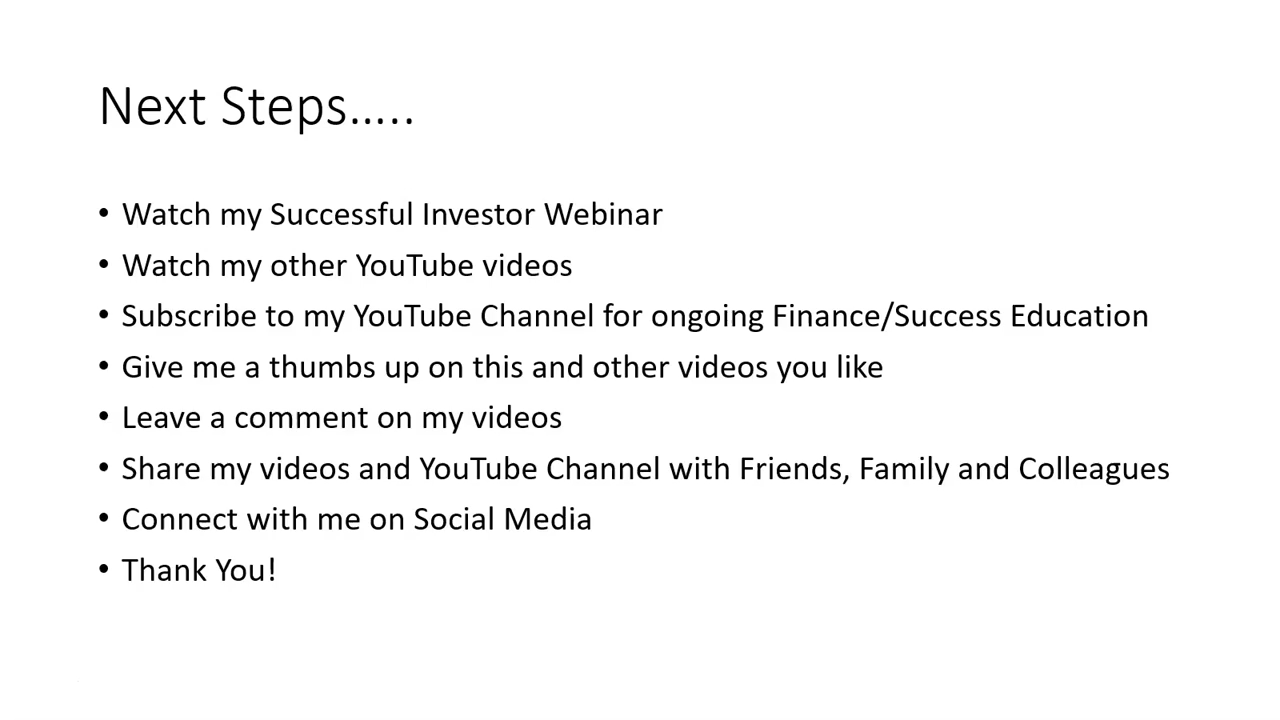 Next Steps.....
• Watch my Successful Investor Webinar
• Watch my other YouTube videos
• Subscribe to my YouTube Channel for ongoing Finance/Success Education
• Give me a thumbs up on this and other videos you like
• Leave a comment on my videos
• Share my videos and YouTube Channel with Friends, Family and Colleagues
• Connect with me on Social Media
• Thank You!